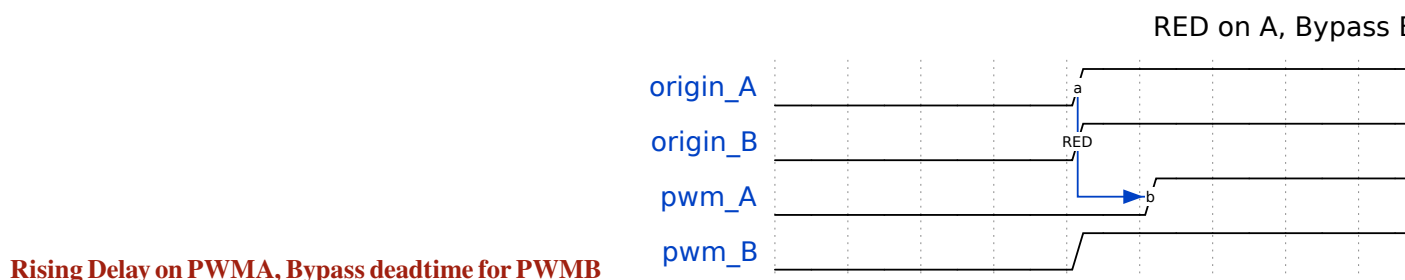 RED on A, Bypass
origin_A
a
origin_B
RED
pwm_A
b
pwm_B
Rising Delay on PWMA, Bypass deadtime for PWMB